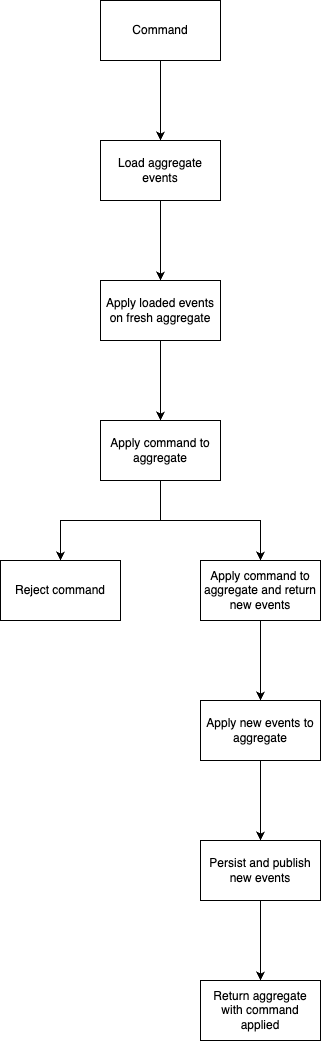 Command
Load aggregate
events
Apply loaded events
on fresh aggregate
Apply command to
aggregate
Reject command
Apply command to
aggregate and return
new events
Apply new events to
aggregate
Persist and publish
new events
Return aggregate
with command
applied